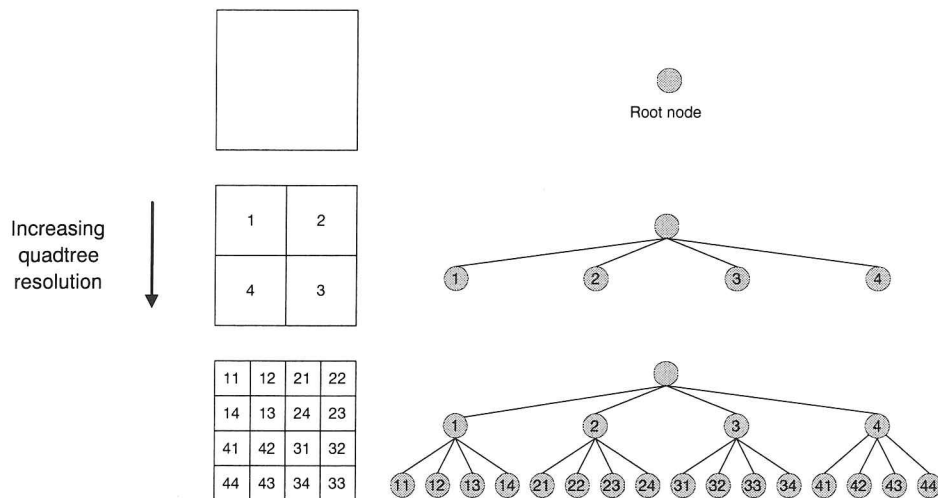 Root node
Increasing
quadtree
resolution
1 2
4 3
1 2 3 4
11 12 21 22
14 13 24 23
41 42 31 32
44 43 34 33
1 2 3 4
11 12 13 14 21 22 23 24 31 32 33 34 41 42 43 44